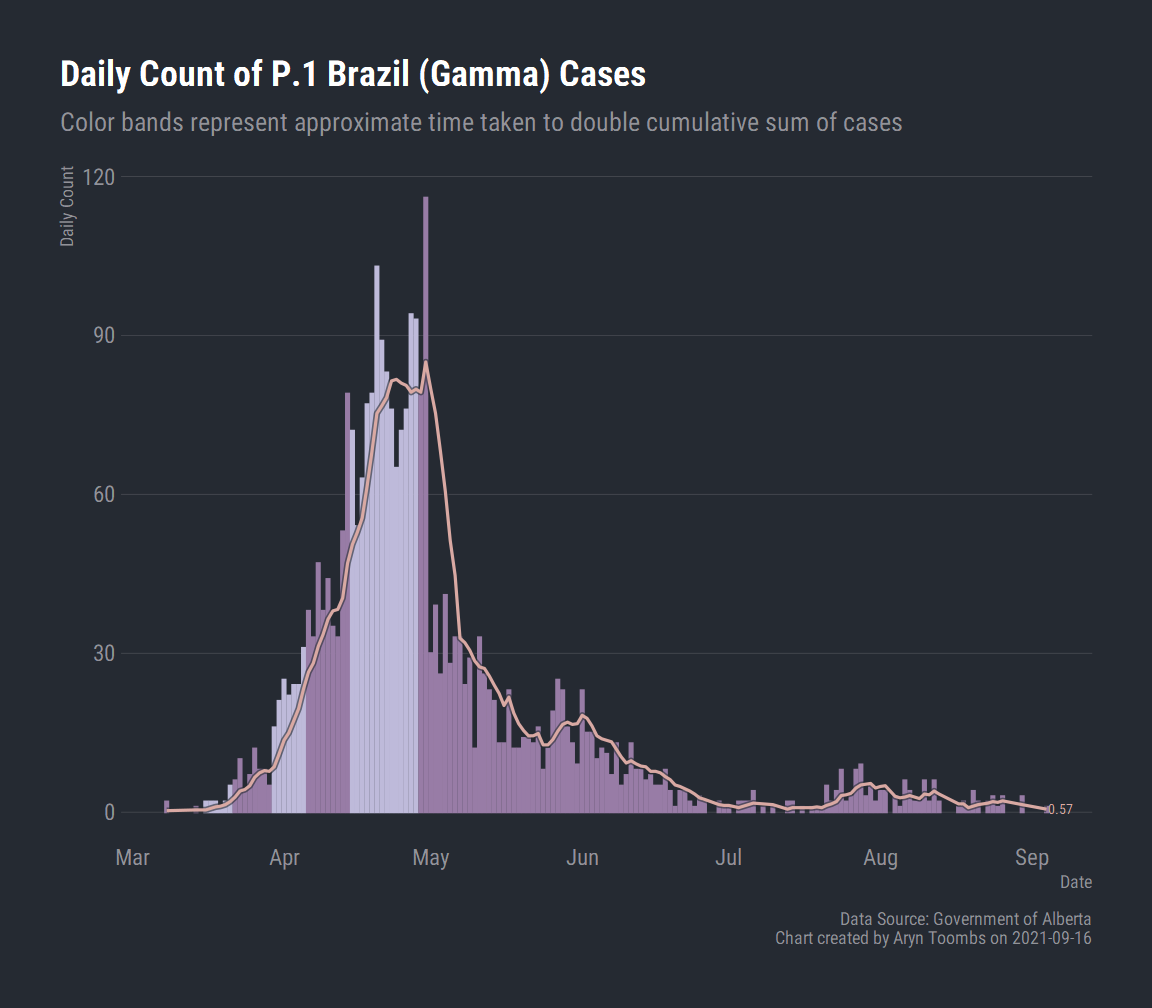 Daily Count of P.1 Brazil (Gamma) Cases
Color bands represent approximate time taken to double cumulative sum of cases
Daily Count
120
90
60
30
0
0.57
Mar Apr May Jun Jul Aug Sep
Date
Data Source: Government of Alberta
Chart created by Aryn Toombs on 2021-09-16